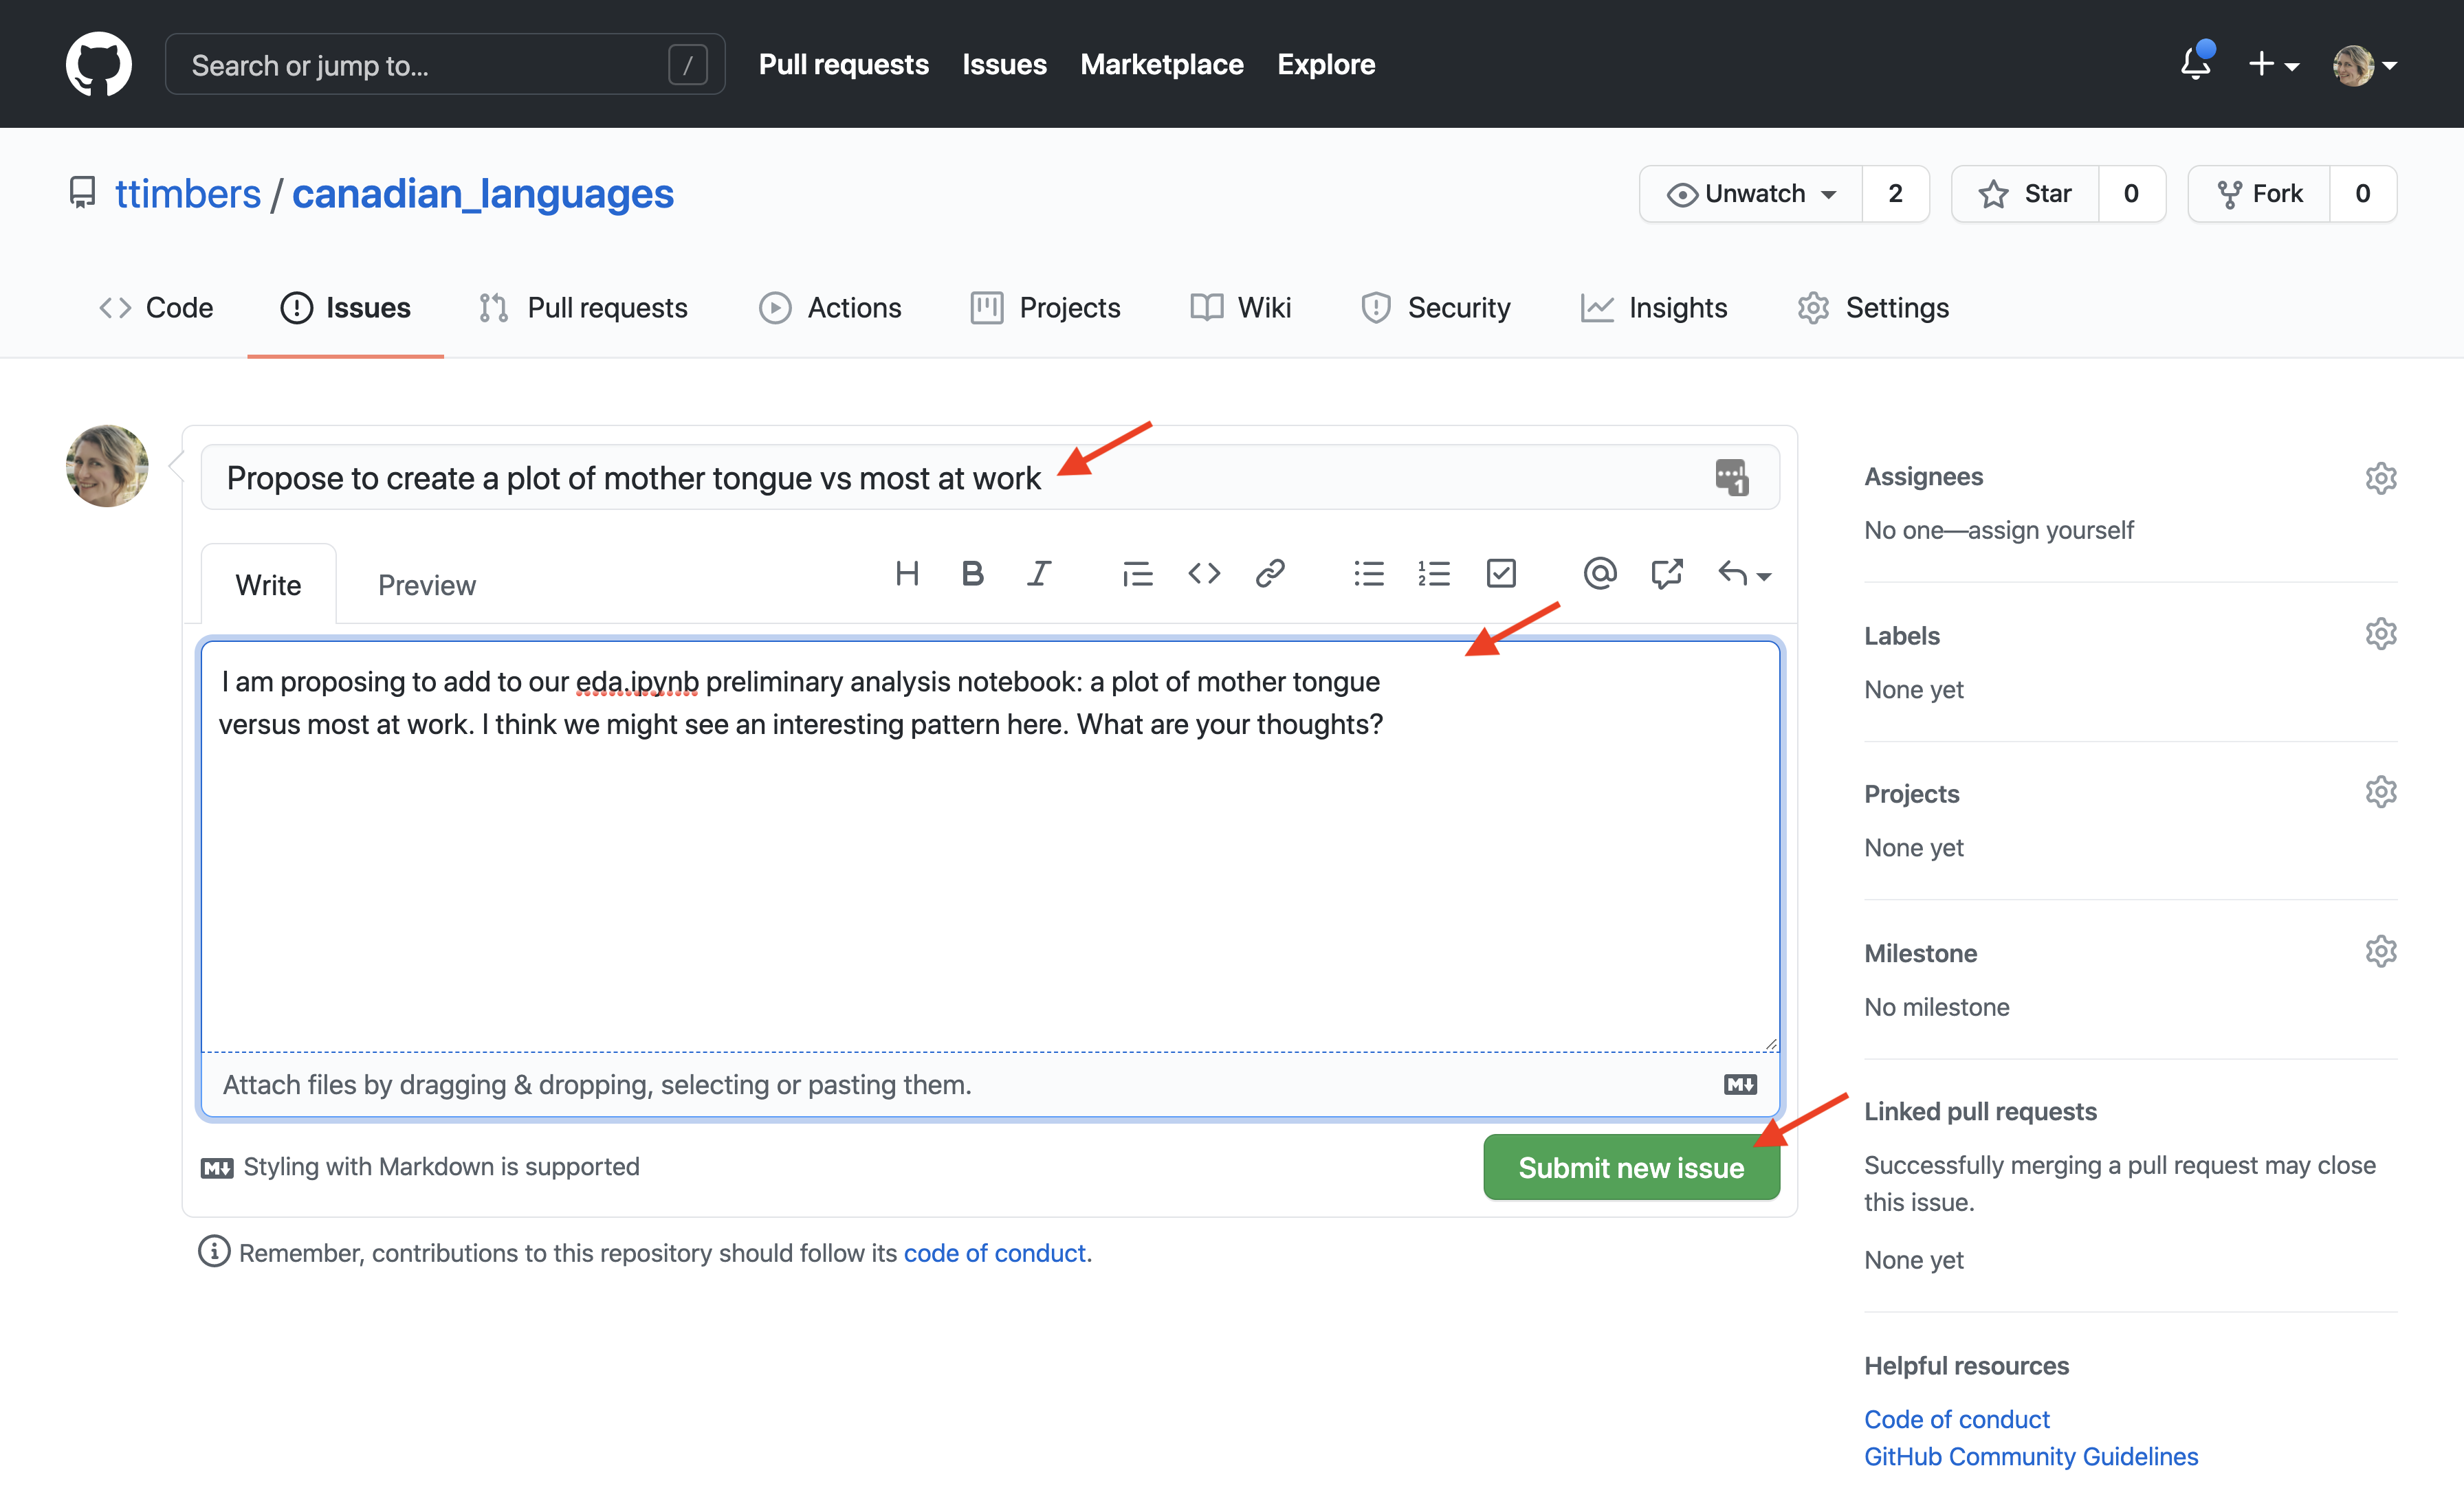 Search or jump to... /
Pull requests Issues Marketplace Explore
ttimbers / canadian_languages
Unwatch 2
Star 0
Fork 0
Code Issues Pull requests Actions Projects Wiki Security Insights Settings
Propose to create a plot of mother tongue vs most at work
1
Write Preview
H B I
I am proposing to add to our eda.ipynb preliminary analysis notebook: a plot of mother tongue
versus most at work. I think we might see an interesting pattern here. What are your thoughts?
Attach files by dragging & dropping, selecting or pasting them.
M
M Styling with Markdown is supported
Submit new issue
Remember, contributions to this repository should follow its code of conduct.
Assignees
No one—assign yourself
Labels
None yet
Projects
None yet
Milestone
No milestone
Linked pull requests
Successfully merging a pull request may close
this issue.
None yet
Helpful resources
Code of conduct
GitHub Community Guidelines